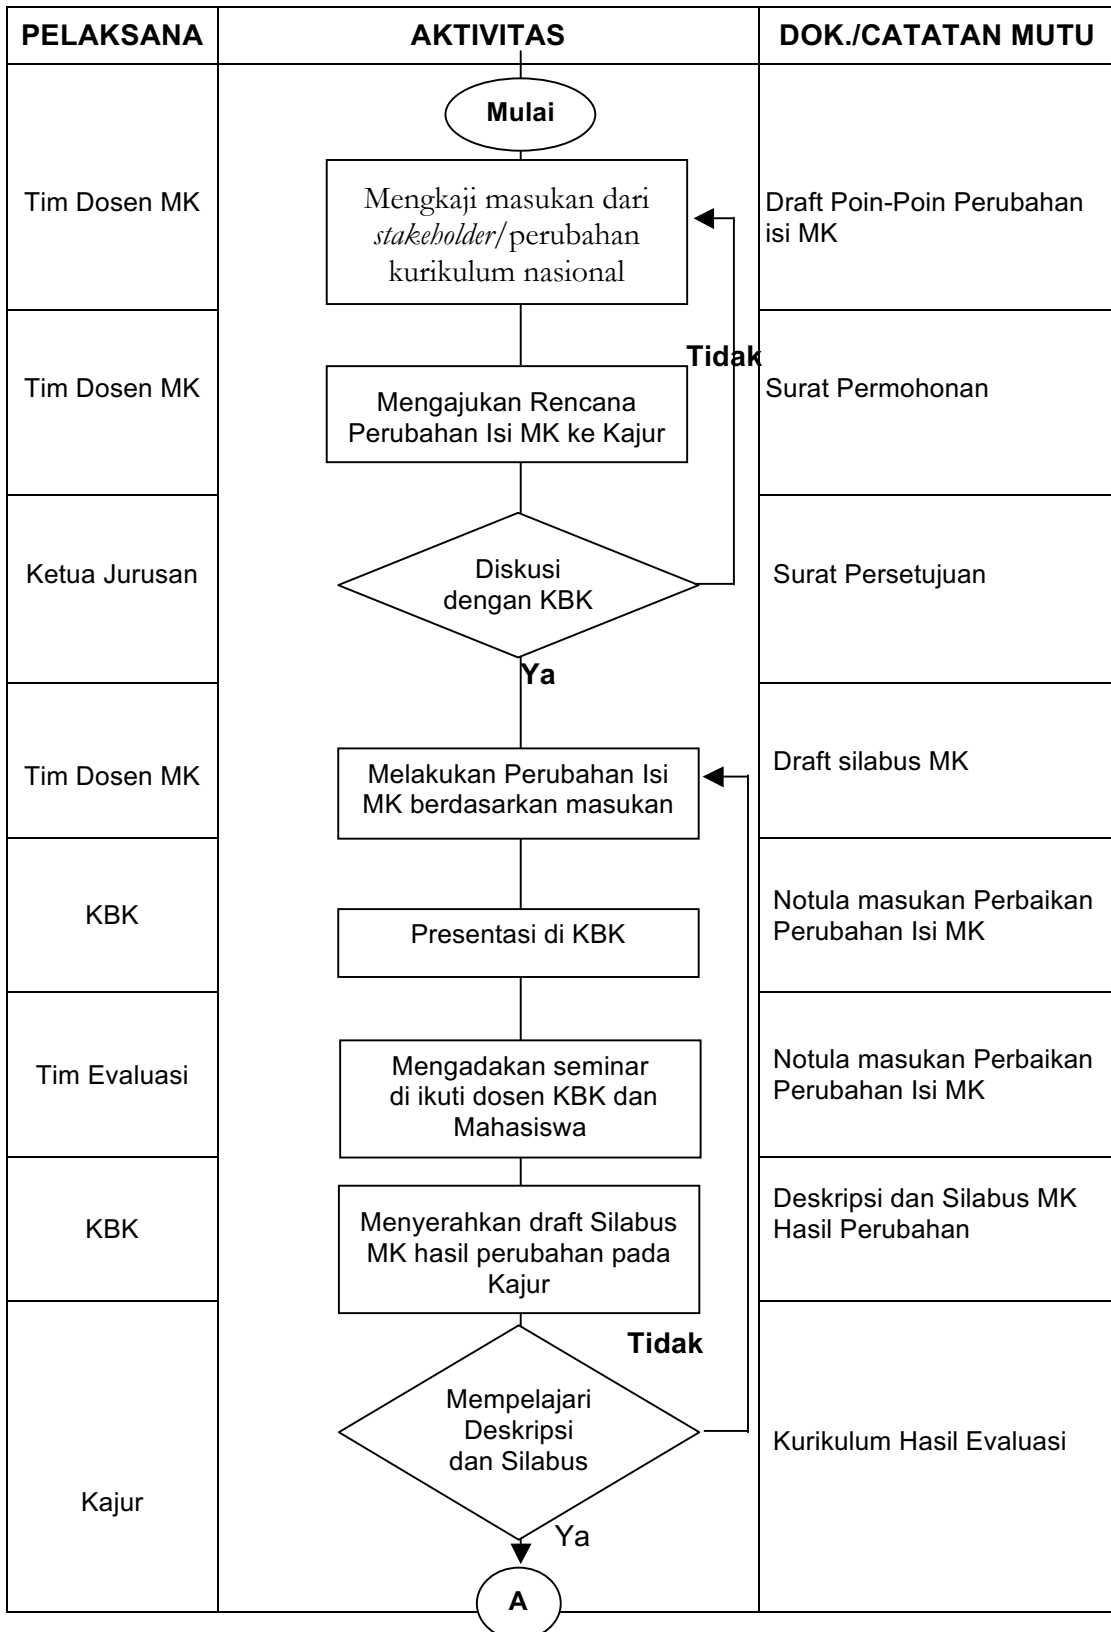 PELAKSANA
AKTIVITAS
DOK./CATATAN MUTU
Mulai
Tim Dosen MK
Mengkaji masukan dari
stakeholder/perubahan
kurikulum nasional
Draft Poin-Poin Perubahan
isi MK
Tidak
Tim Dosen MK
Mengajukan Rencana
Perubahan Isi MK ke Kajur
Surat Permohonan
Ketua Jurusan
Diskusi
dengan KBK
Surat Persetujuan
Ya
Tim Dosen MK
Melakukan Perubahan Isi
MK berdasarkan masukan
Draft silabus MK
KBK
Presentasi di KBK
Notula masukan Perbaikan
Perubahan Isi MK
Tim Evaluasi
Mengadakan seminar
di ikuti dosen KBK dan
Mahasiswa
Notula masukan Perbaikan
Perubahan Isi MK
KBK
Menyerahkan draft Silabus
MK hasil perubahan pada
Kajur
Deskripsi dan Silabus MK
Hasil Perubahan
Tidak
Kajur
Mempelajari
Deskripsi
dan Silabus
Kurikulum Hasil Evaluasi
Ya
A